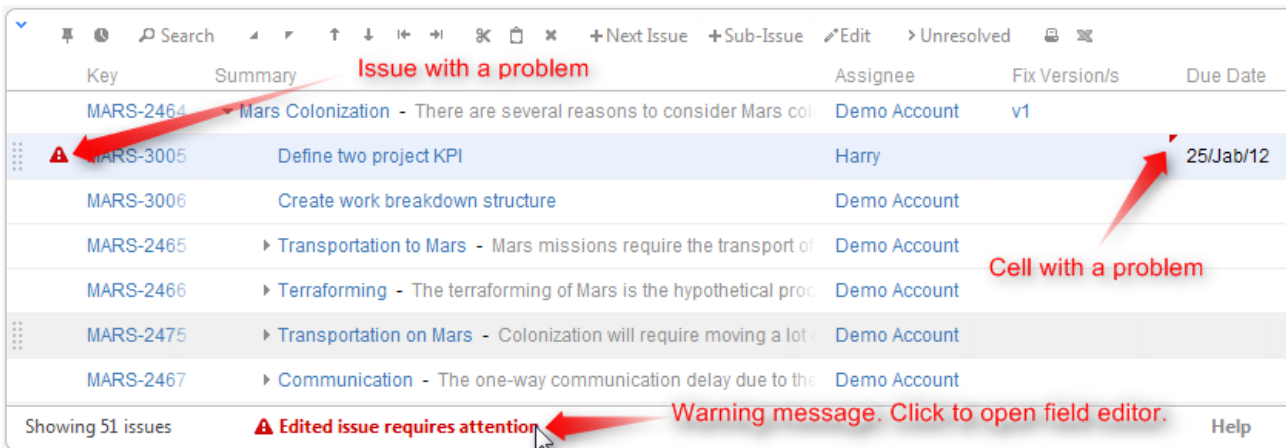 Search +Next Issue +Sub-Issue Edit Unresolved
Issue with a problem
Key Summary Assignee Fix Version/s Due Date
MARS-2464 Mars Colonization - There are several reasons to consider Mars col Demo Account v1
MARS-3005 Define two project KPI Harry 25/Jab/12
MARS-3006 Create work breakdown structure Demo Account
MARS-2465 Transportation to Mars - Mars missions require the transport of Demo Account
Cell with a problem
MARS-2466 Terraforming - The terraforming of Mars is the hypothetical proc Demo Account
MARS-2475 Transportation on Mars - Colonization will require moving a lot Demo Account
MARS-2467 Communication - The one-way communication delay due to the Demo Account
Showing 51 issues Edited issue requires attention Warning message. Click to open field editor. Help